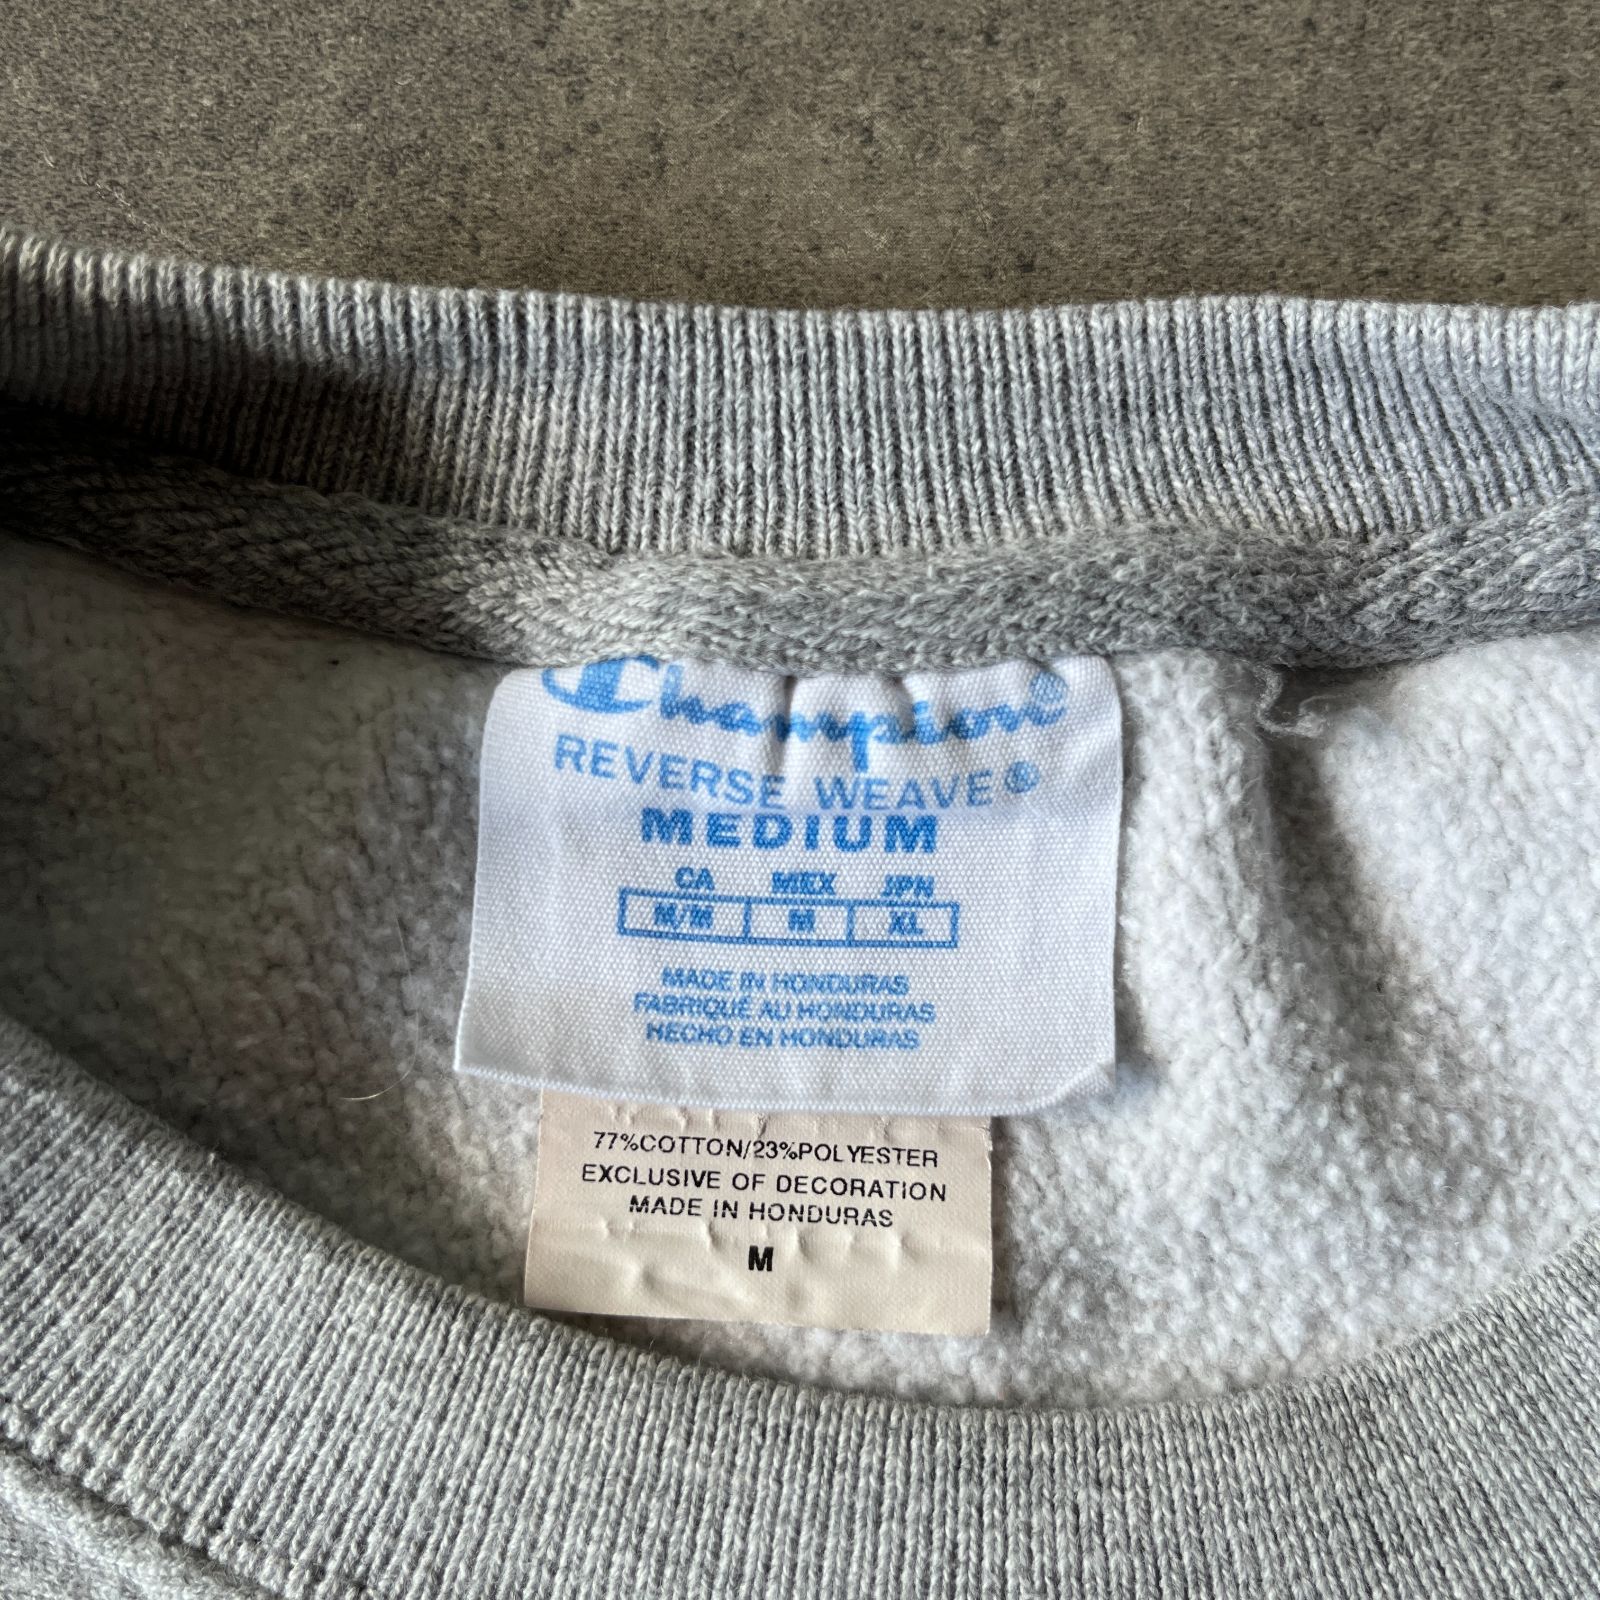 Champion®
REVERSE WEAVE®
MEDIUM
CA MEX JPN
M/M M XL
MADE IN HONDURAS
FABRIQUÉ AU HONDURAS
HECHO EN HONDURAS
77%COTTON/23%POLYESTER
EXCLUSIVE OF DECORATION
MADE IN HONDURAS
M